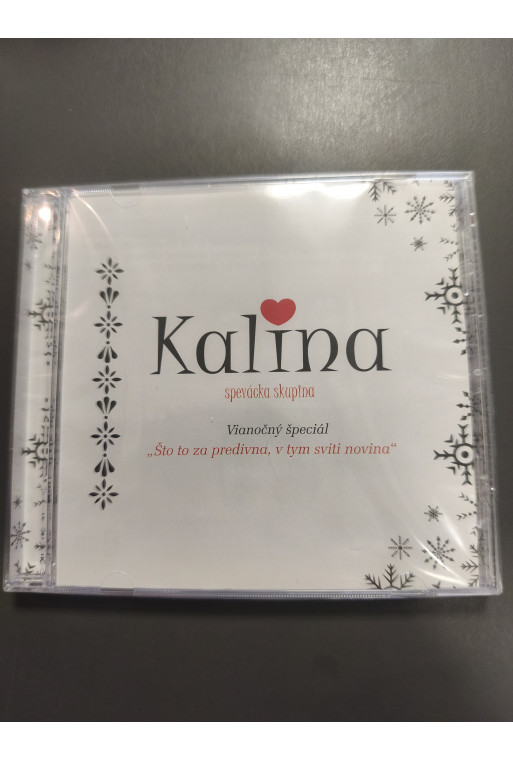 Kalina
spevácka skupina
Vianočný špeciál
„Što to za predivna, v tym sviti novina“